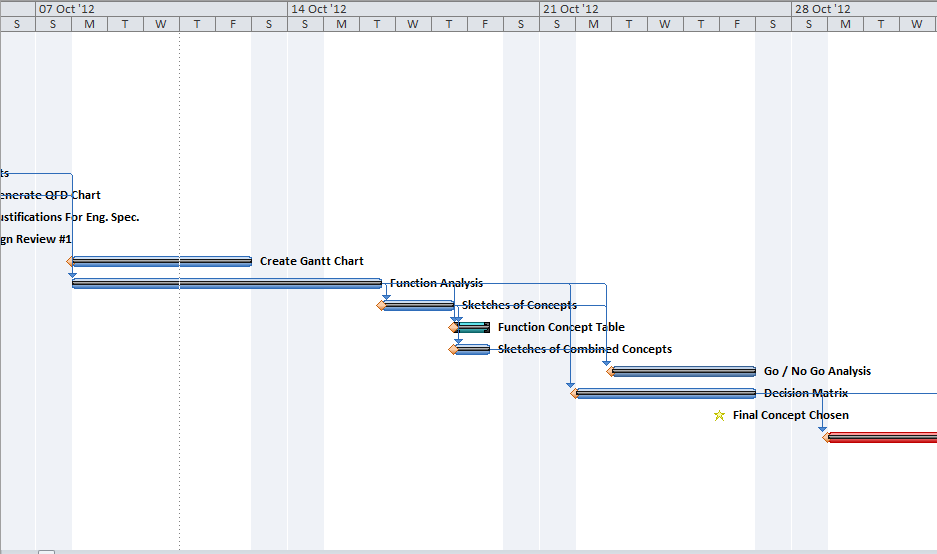 07 Oct '12 14 Oct '12 21 Oct '12 28 Oct '12
S S M T W T F S S M T W T F S S M T W T F S S M T W
ts
enerate QFD Chart
ustifications For Eng. Spec.
gn Review #1
Create Gantt Chart
Function Analysis
Sketches of Concepts
Function Concept Table
Sketches of Combined Concepts
Go / No Go Analysis
Decision Matrix
Final Concept Chosen